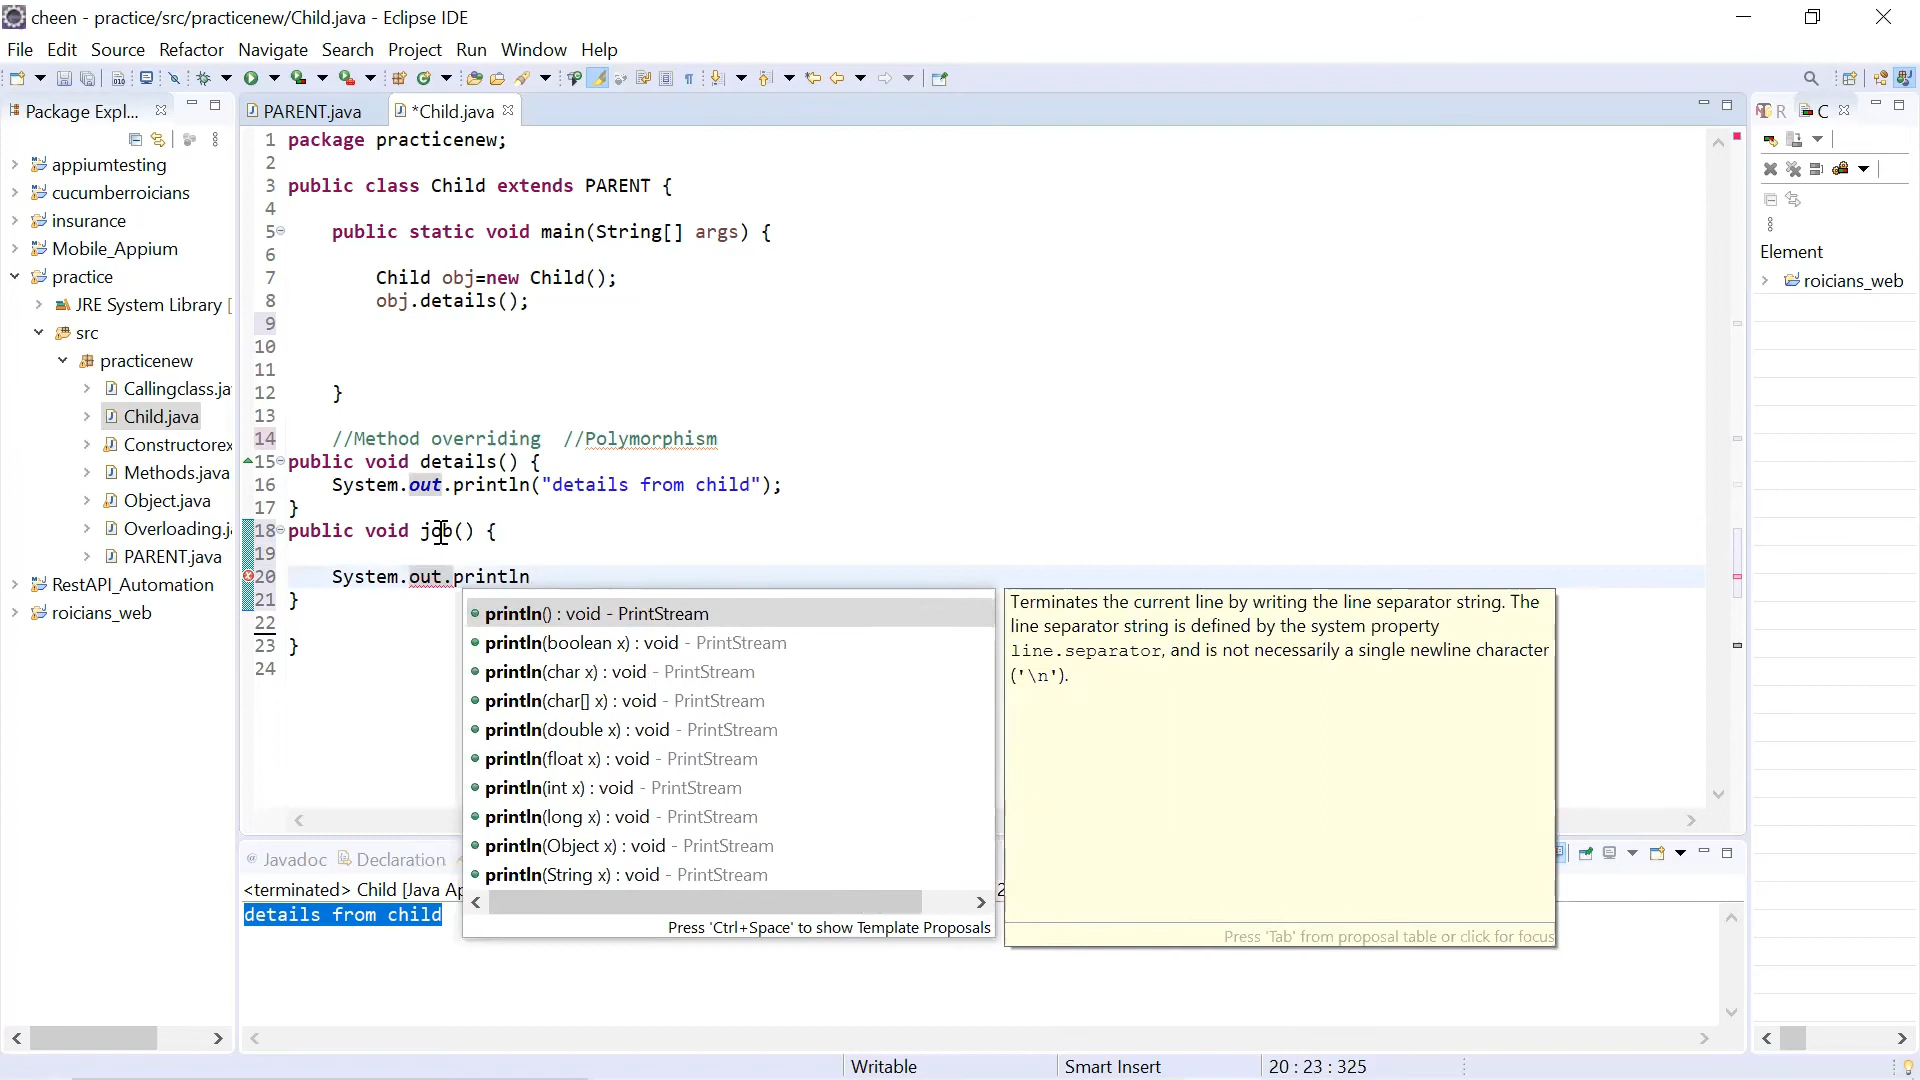 cheen - practice/src/practicenew/Child.java - Eclipse IDE
File Edit Source Refactor Navigate Search Project Run Window Help
Package Expl...
PARENT.java
*Child.java
R
C
appiumtesting
cucumberroicians
insurance
Mobile_Appium
practice
JRE System Library [
src
practicenew
Callingclass.ja
Child.java
Constructorex
Methods.java
Object.java
Overloading.j
PARENT.java
RestAPI_Automation
roicians_web
1 package practicenew;
2
3 public class Child extends PARENT {
4
5 public static void main(String[] args) {
6
7 Child obj=new Child();
8 obj.details();
9
10
11
12 }
13
14 //Method overriding //Polymorphism
15 public void details() {
16 System.out.println("details from child");
17 }
18 public void job() {
19
20 System.out.println
21 }
22
23 }
24
println() : void - PrintStream
println(boolean x) : void - PrintStream
println(char x) : void - PrintStream
println(char[] x) : void - PrintStream
println(double x) : void - PrintStream
println(float x) : void - PrintStream
println(int x) : void - PrintStream
println(long x) : void - PrintStream
println(Object x) : void - PrintStream
println(String x) : void - PrintStream
Press 'Ctrl+Space' to show Template Proposals
Terminates the current line by writing the line separator string. The
line separator string is defined by the system property
line.separator, and is not necessarily a single newline character
('\n').
Press 'Tab' from proposal table or click for focus
Element
roicians_web
@ Javadoc Declaration
<terminated> Child [Java Ap
2
details from child
Writable Smart Insert 20 : 23 : 325